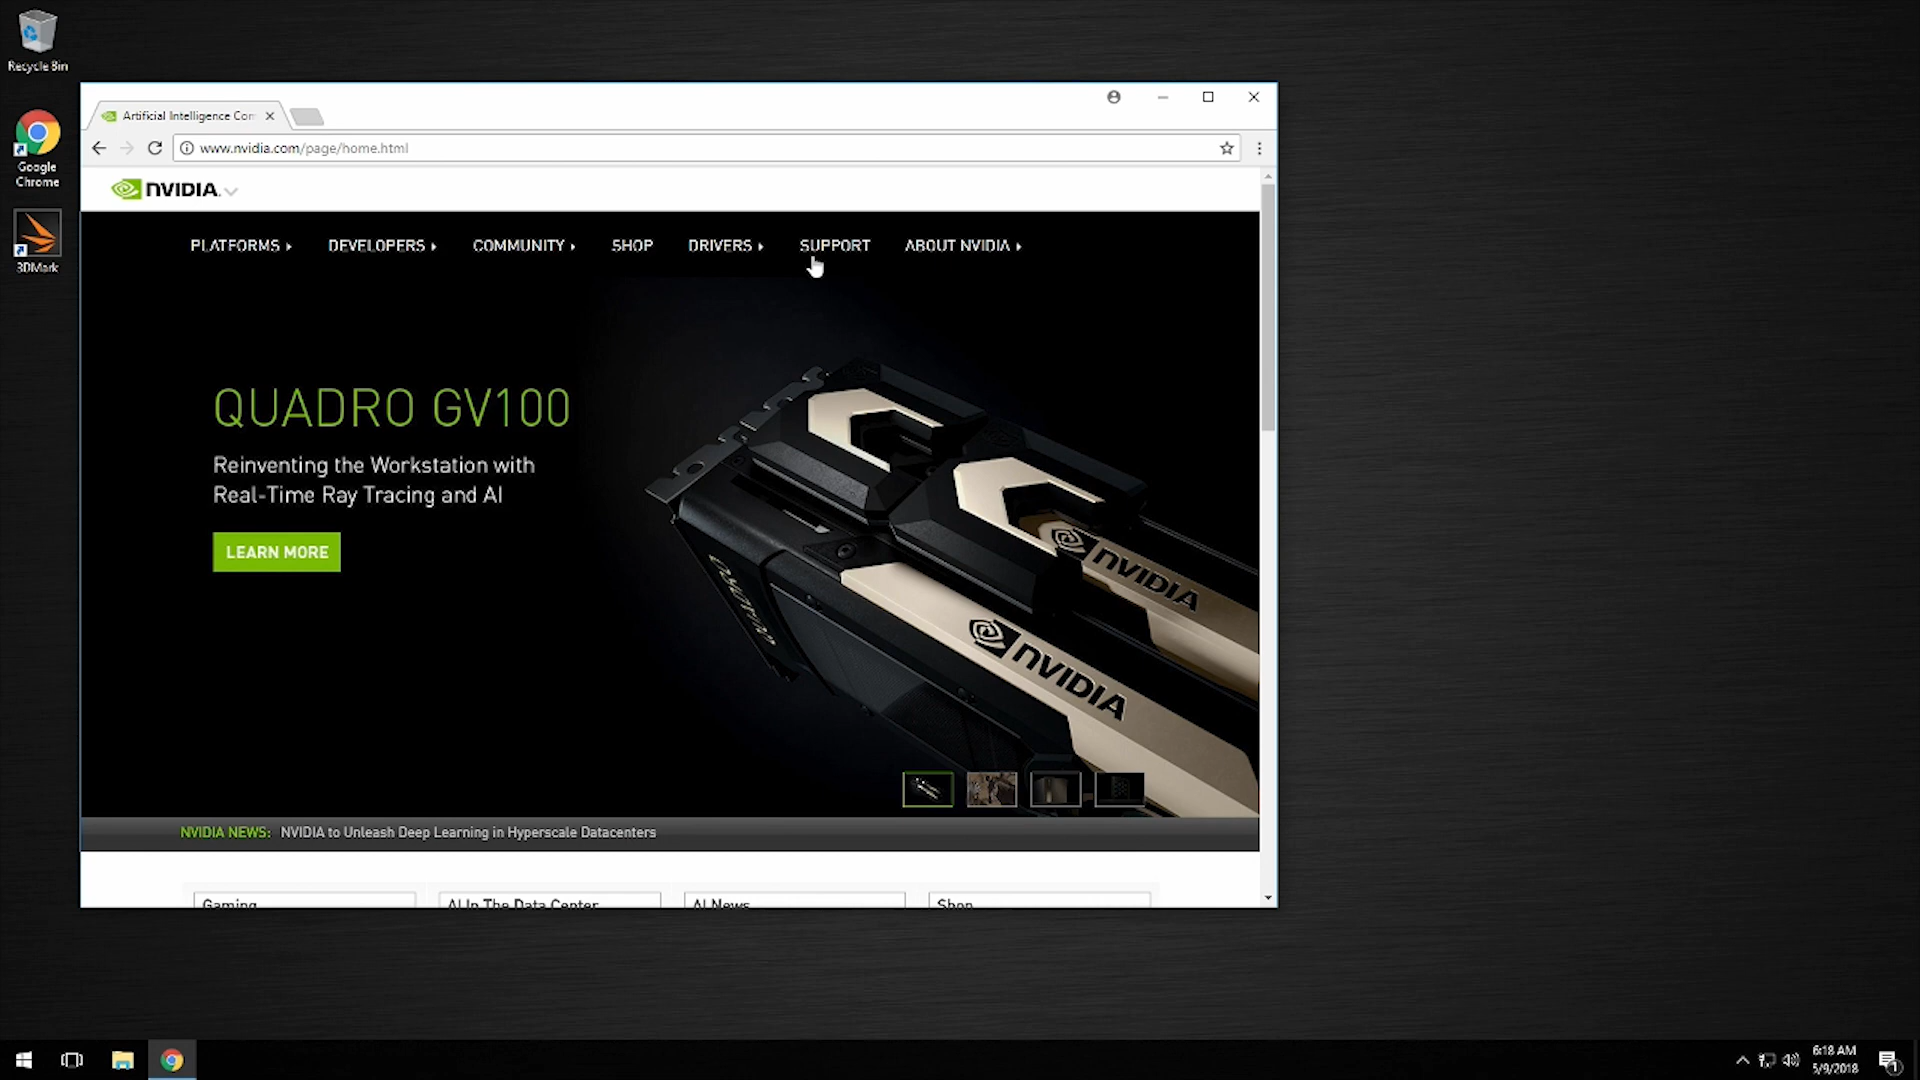 Recycle Bin
Google
Chrome
3DMark
Artificial Intelligence Com
www.nvidia.com/page/home.html
NVIDIA.
PLATFORMS
DEVELOPERS
COMMUNITY
SHOP
DRIVERS
SUPPORT
ABOUT NVIDIA
QUADRO GV100
Reinventing the Workstation with
Real-Time Ray Tracing and AI
LEARN MORE
NVIDIA
NVIDIA
QUADRO
NVIDIA NEWS: NVIDIA to Unleash Deep Learning in Hyperscale Datacenters
Gaming
AI In The Data Center
AI News
Shop
6:18 AM
5/9/2018
1